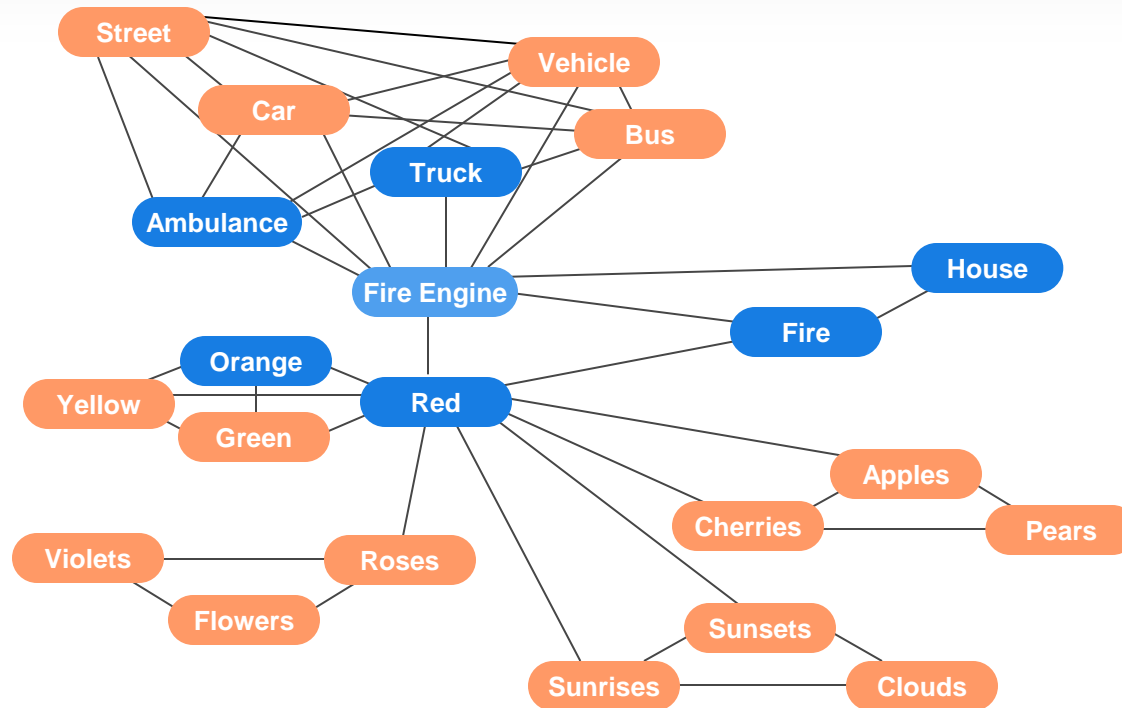 Street
Vehicle
Car
Bus
Truck
Ambulance
House
Fire Engine
Fire
Orange
Yellow
Red
Green
Apples
Cherries
Pears
Violets
Roses
Flowers
Sunsets
Sunrises
Clouds